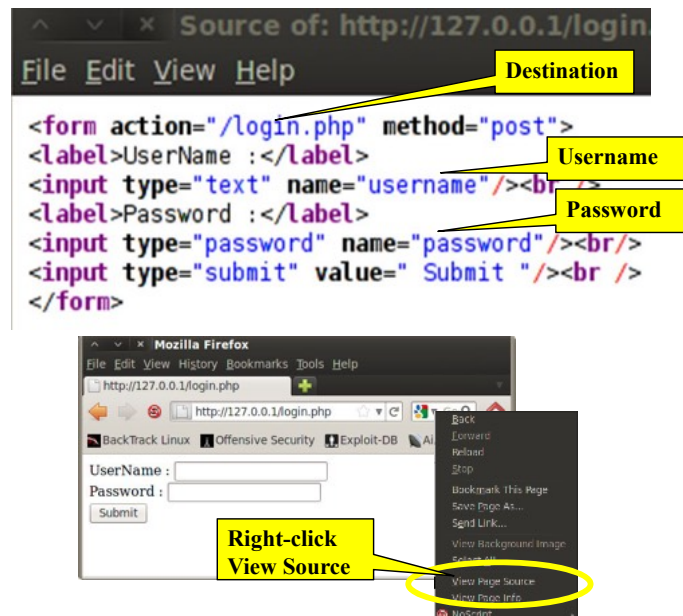 Source of: http://127.0.0.1/login.
File Edit View Help
Destination
<form action="/login.php" method="post">
<label>UserName :</label>
Username
<input type="text" name="username"/><br />
<label>Password :</label>
Password
<input type="password" name="password"/><br/>
<input type="submit" value=" Submit "/><br />
</form>
Mozilla Firefox
File Edit View History Bookmarks Tools Help
http://127.0.0.1/login.php
http://127.0.0.1/login.php
BackTrack Linux Offensive Security Exploit-DB
UserName :
Password :
Submit
Right-click
View Source
Back
Forward
Reload
Stop
Bookmark This Page
Save Page As...
Send Link...
View Background Image
Select All
View Page Source
View Page Info
NoScript